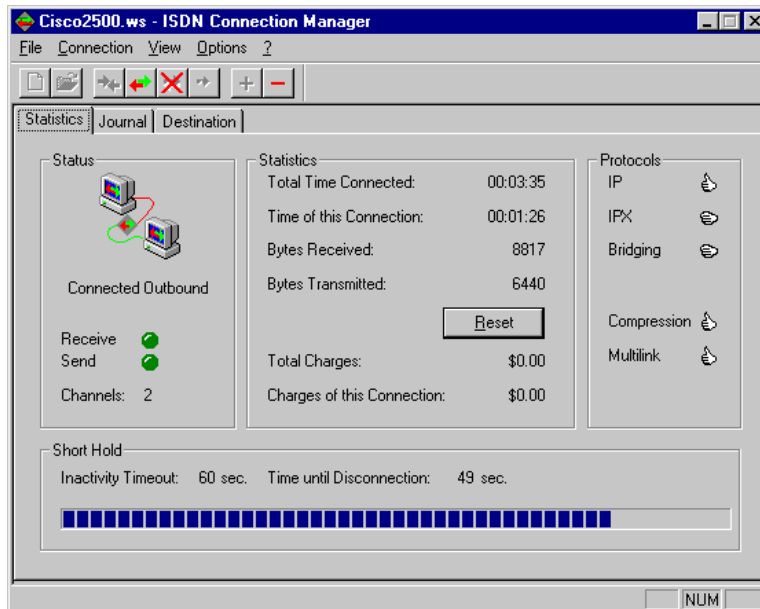 Cisco2500.ws - ISDN Connection Manager
File Connection View Options ?
Statistics Journal Destination
Status
Connected Outbound
Receive
Send
Channels: 2
Statistics
Total Time Connected: 00:03:35
Time of this Connection: 00:01:26
Bytes Received: 8817
Bytes Transmitted: 6440
Reset
Total Charges: $0.00
Charges of this Connection: $0.00
Protocols
IP
IPX
Bridging
Compression
Multilink
Short Hold
Inactivity Timeout: 60 sec. Time until Disconnection: 49 sec.
NUM